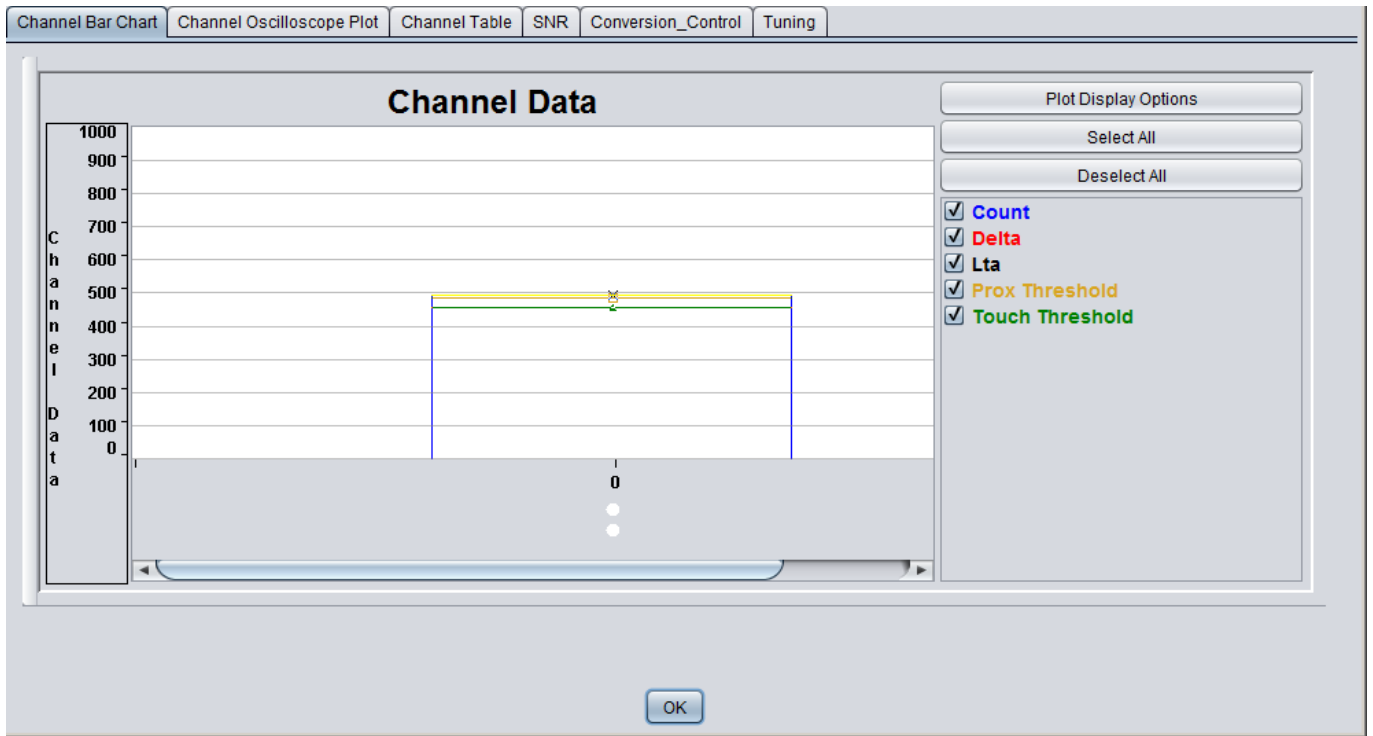 Channel Bar Chart Channel Oscilloscope Plot Channel Table SNR Conversion_Control Tuning
Channel Data
Plot Display Options
Select All
Deselect All
Count
Delta
Lta
Prox Threshold
Touch Threshold
Channel Data
1000
900
800
700
600
500
400
300
200
100
0
0
OK